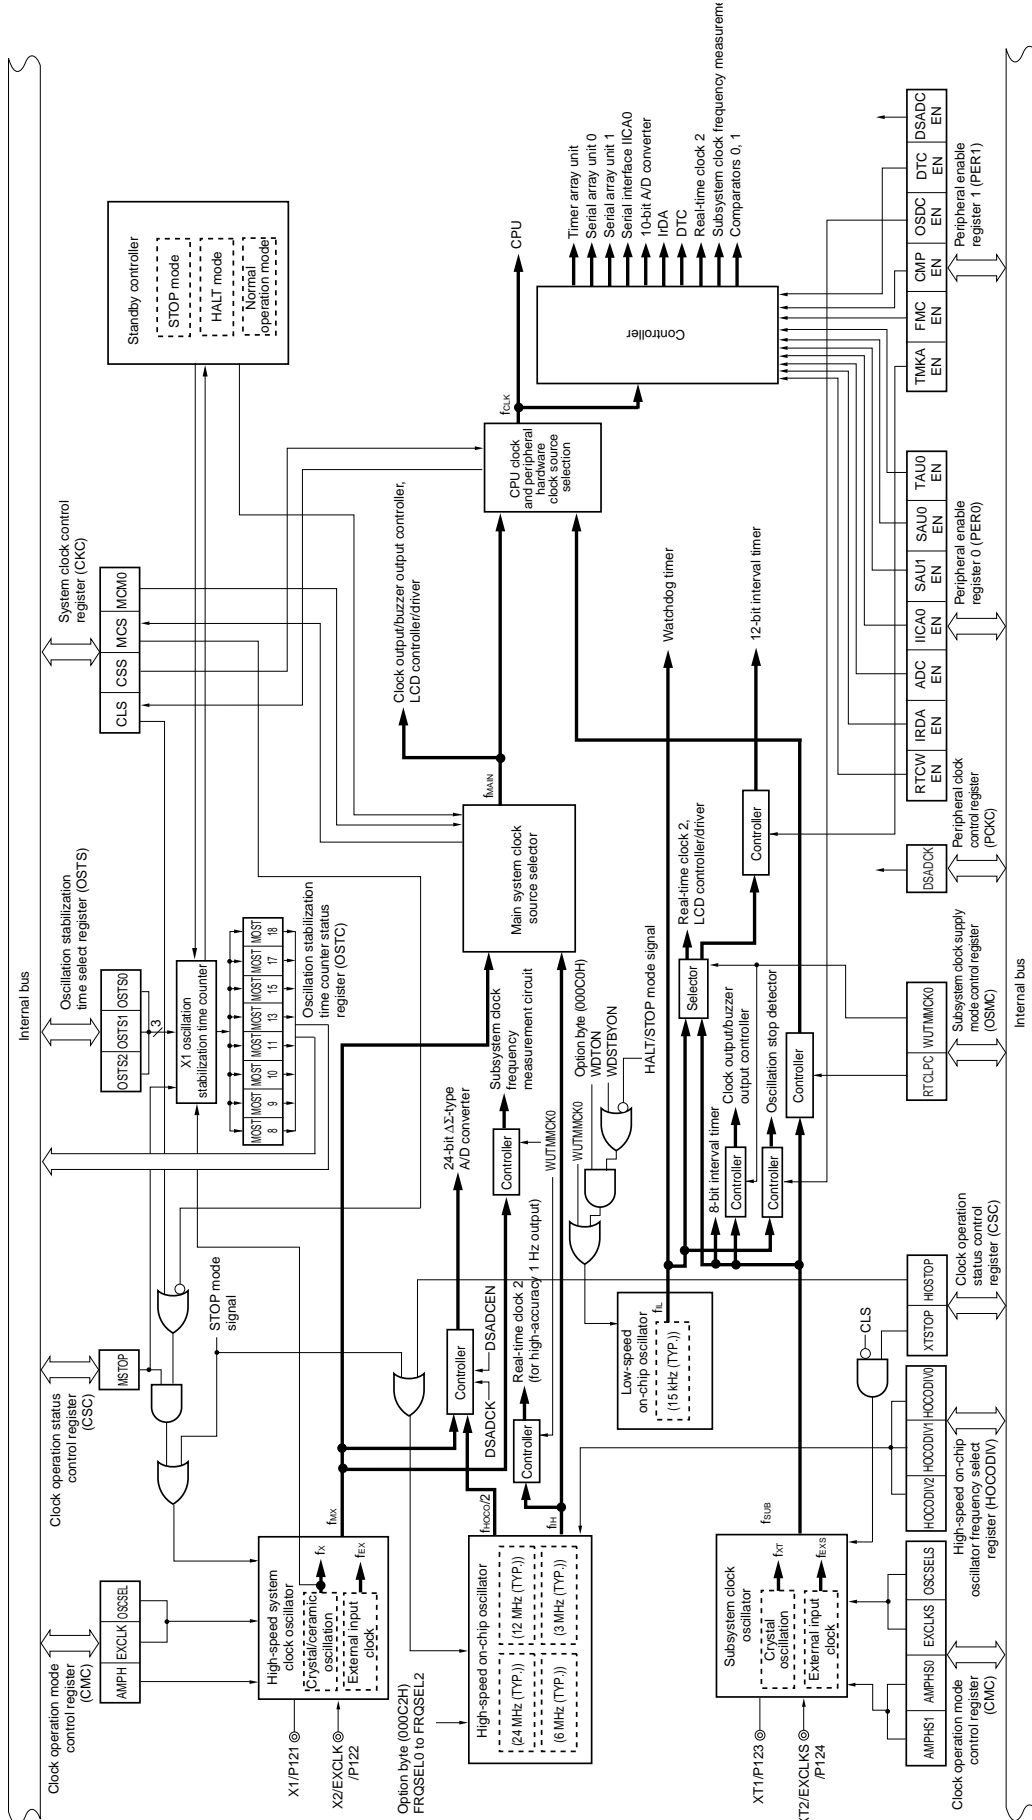 Internal bus
Clock operation mode
control register
(CMC)
AMPH
EXCLK
OSCSEL
Clock operation status
control register
(CSC)
MSTOP
Oscillation stabilization
time select register (OSTS)
OSTS2
OSTS1
OSTS0
3
X1 oscillation
stabilization time counter
MOST
8
MOST
9
MOST
10
MOST
11
MOST
13
MOST
15
MOST
17
MOST
18
Oscillation stabilization
time counter status
register (OSTC)
System clock control
register (CKC)
CLS
CSS
MCS
MCM0
Standby controller
STOP mode
HALT mode
Normal
operation mode
STOP mode
signal
X1/P121
X2/EXCLK
/P122
High-speed system
clock oscillator
Crystal/ceramic
oscillation
fX
External input
clock
fEX
fMX
Option byte (000C2H)
FRQSEL0 to FRQSEL2
High-speed on-chip oscillator
(24 MHz (TYP.))
(12 MHz (TYP.))
(6 MHz (TYP.))
(3 MHz (TYP.))
fHOCO/2
fIH
Controller
24-bit ΔΣ-type
A/D converter
DSADCK
DSADCEN
Controller
Real-time clock 2
(for high-accuracy 1 Hz output)
WUTMMCK0
Controller
Subsystem clock
frequency
measurement circuit
Main system clock
source selector
fMAIN
Clock output/buzzer output controller,
LCD controller/driver
CPU clock
and peripheral
hardware
clock source
selection
fCLK
CPU
Controller
Timer array unit
Serial array unit 0
Serial array unit 1
Serial interface IICA0
10-bit A/D converter
IrDA
DTC
Real-time clock 2
Subsystem clock frequency measuremen
Comparators 0, 1
WUTMMCK0
Option byte (000C0H)
WDTON
WDSTBYON
HALT/STOP mode signal
Low-speed
on-chip oscillator
(15 kHz (TYP.))
fIL
Watchdog timer
8-bit interval timer
Controller
Clock output/buzzer
output controller
Controller
Oscillation stop detector
Selector
Real-time clock 2,
LCD controller/driver
Controller
12-bit interval timer
Controller
XT1/P123
XT2/EXCLKS
/P124
Subsystem clock
oscillator
Crystal
oscillation
fXT
External input
clock
fEXS
fSUB
CLS
AMPHS1
AMPHS0
EXCLKS
OSCSELS
Clock operation mode
control register
(CMC)
HOCODIV2
HOCODIV1
HOCODIV0
High-speed on-chip
oscillator frequency select
register (HOCODIV)
XTSTOP
HIOSTOP
Clock operation
status control
register (CSC)
RTCLPC
WUTMMCK0
Subsystem clock supply
mode control register
(OSMC)
DSADCK
Peripheral clock
control register
(PCKC)
RTCW
EN
IRDA
EN
ADC
EN
IICA0
EN
SAU1
EN
SAU0
EN
TAU0
EN
Peripheral enable
register 0 (PER0)
TMKA
EN
FMC
EN
CMP
EN
OSDC
EN
DTC
EN
DSADC
EN
Peripheral enable
register 1 (PER1)
Internal bus